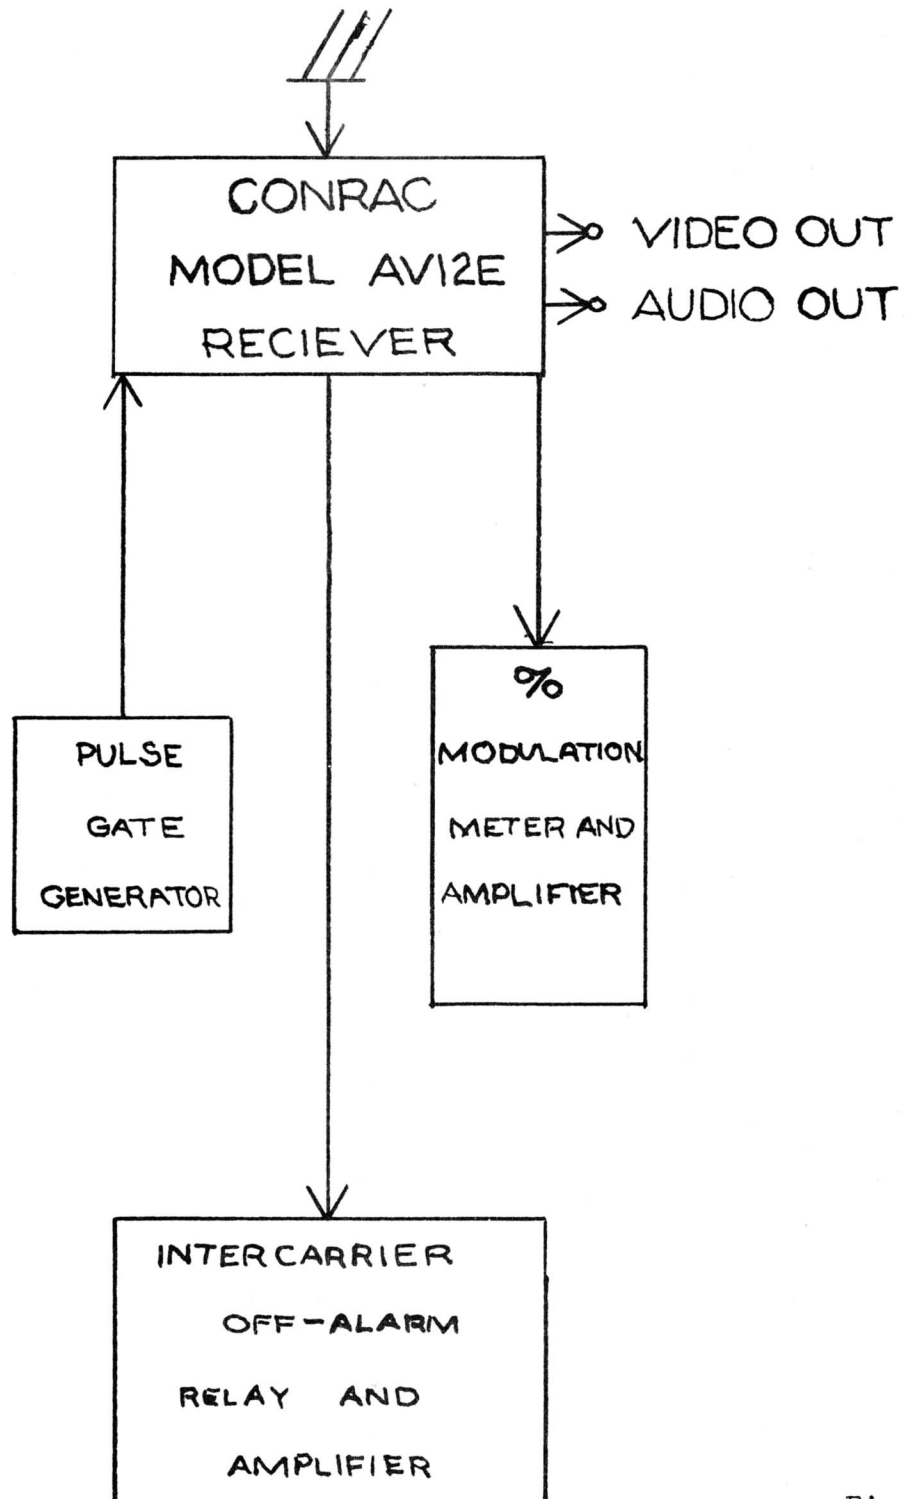 CONRAC
MODEL AV12E
RECIEVER
VIDEO OUT
AUDIO OUT
%
MODULATION
METER AND
AMPLIFIER
PULSE
GATE
GENERATOR
INTERCARRIER
OFF-ALARM
RELAY AND
AMPLIFIER